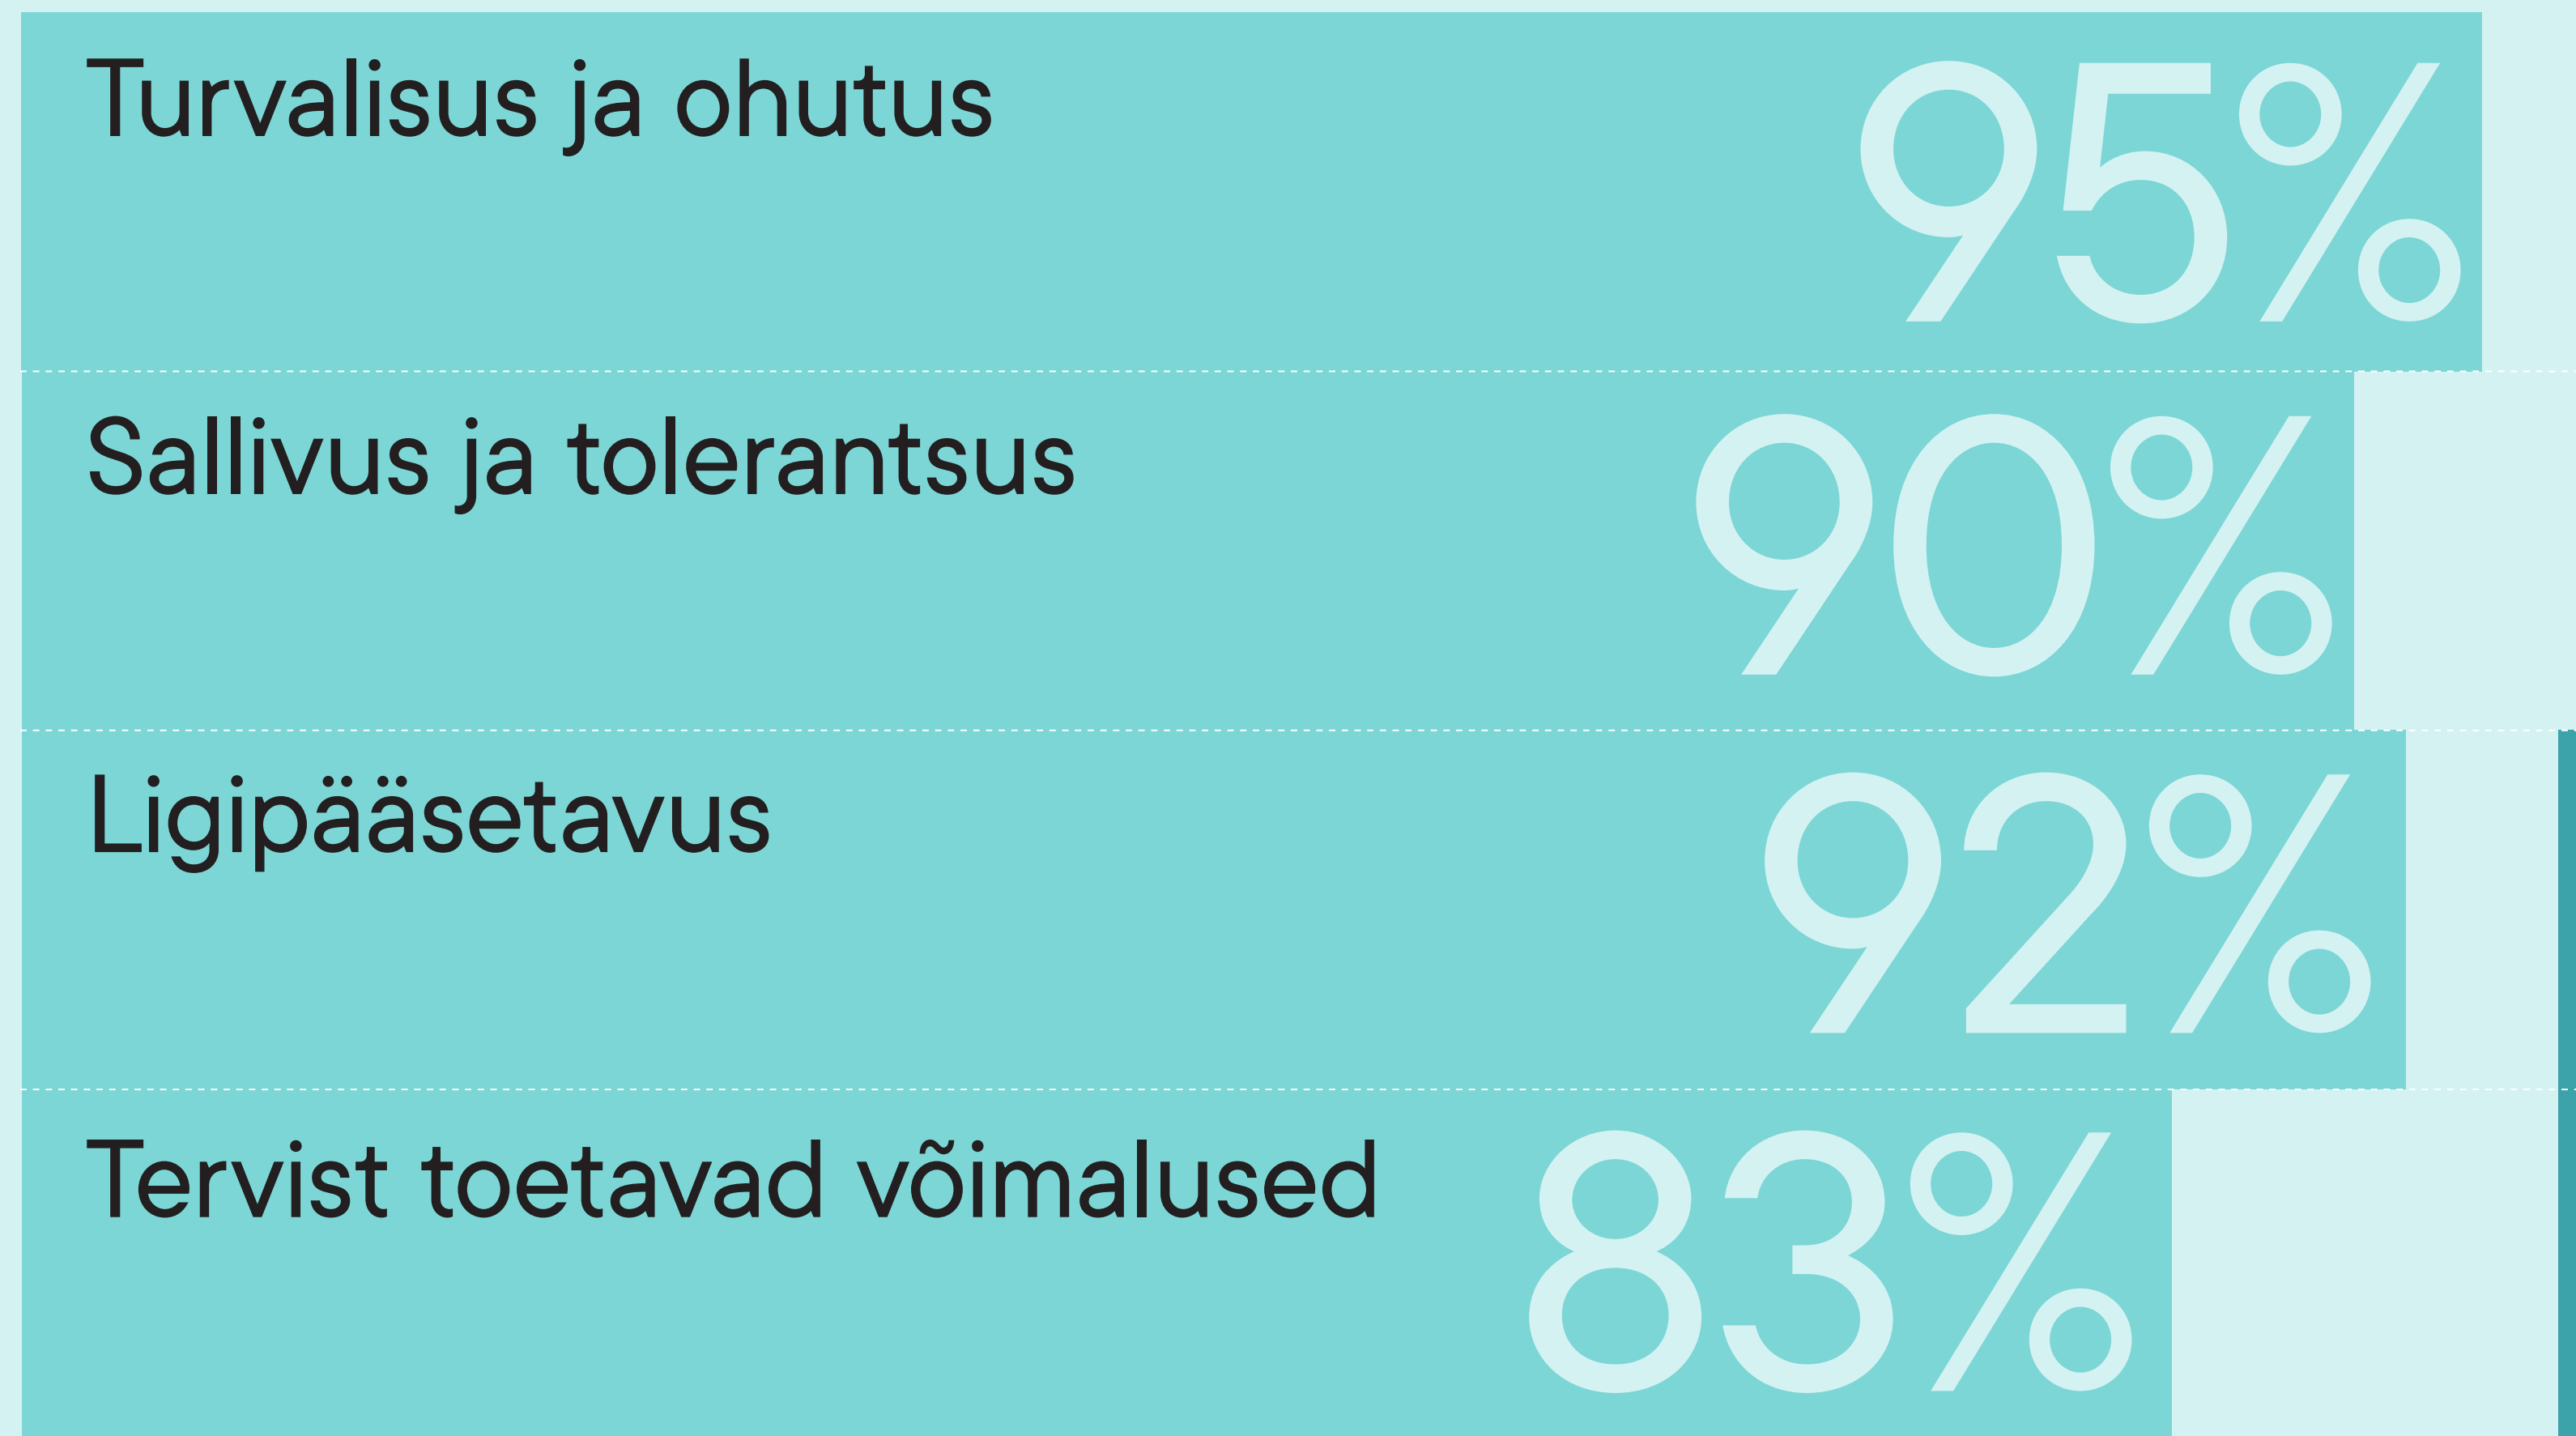 Turvalisus ja ohutus 95%
Sallivus ja tolerantsus 90%
Ligipääsetavus 92%
Tervist toetavad võimalused 83%